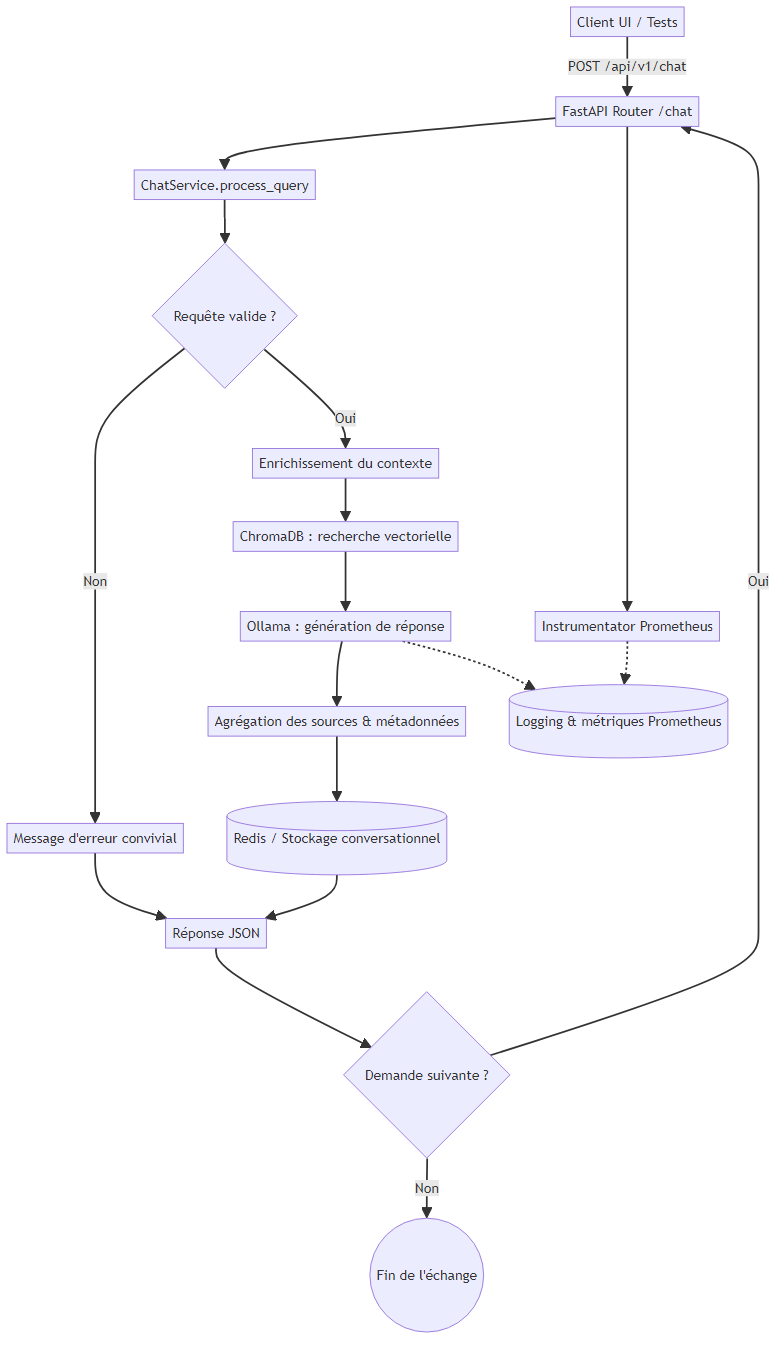 Client UI / Tests
POST /api/v1/chat
FastAPI Router /chat
ChatService.process_query
Requête valide ?
Oui
Enrichissement du contexte
ChromaDB : recherche vectorielle
Non
Oui
Ollama : génération de réponse
Instrumentator Prometheus
Agrégation des sources & métadonnées
Logging & métriques Prometheus
Message d'erreur convivial
Redis / Stockage conversationnel
Réponse JSON
Demande suivante ?
Non
Fin de l'échange